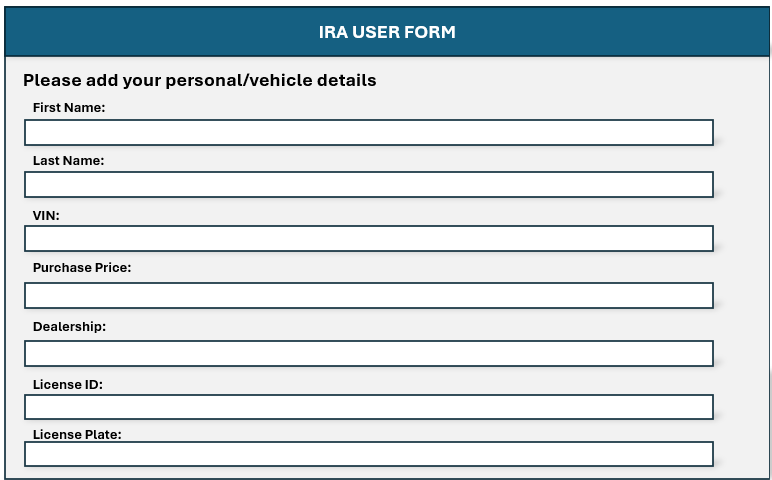 IRA USER FORM
Please add your personal/vehicle details
First Name:
Last Name:
VIN:
Purchase Price:
Dealership:
License ID:
License Plate: